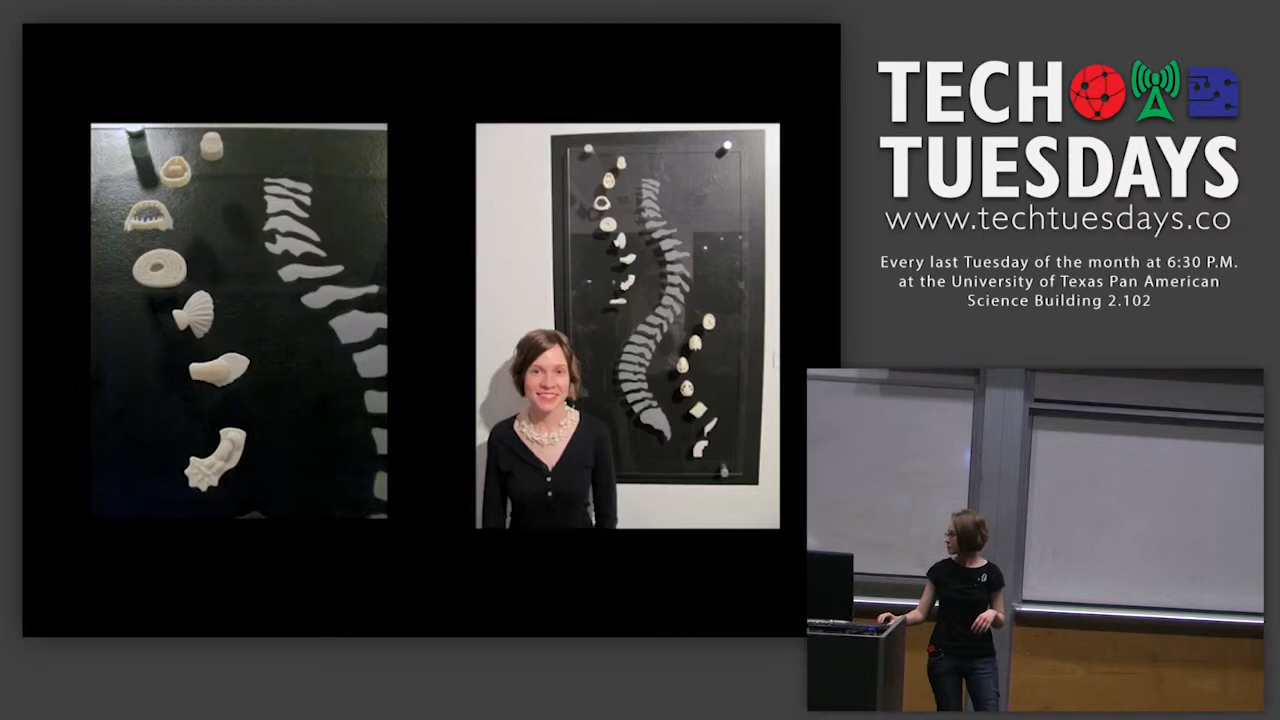 TECH
TUESDAYS
www.techtuesdays.co
Every last Tuesday of the month at 6:30 P.M.
at the University of Texas Pan American
Science Building 2.102